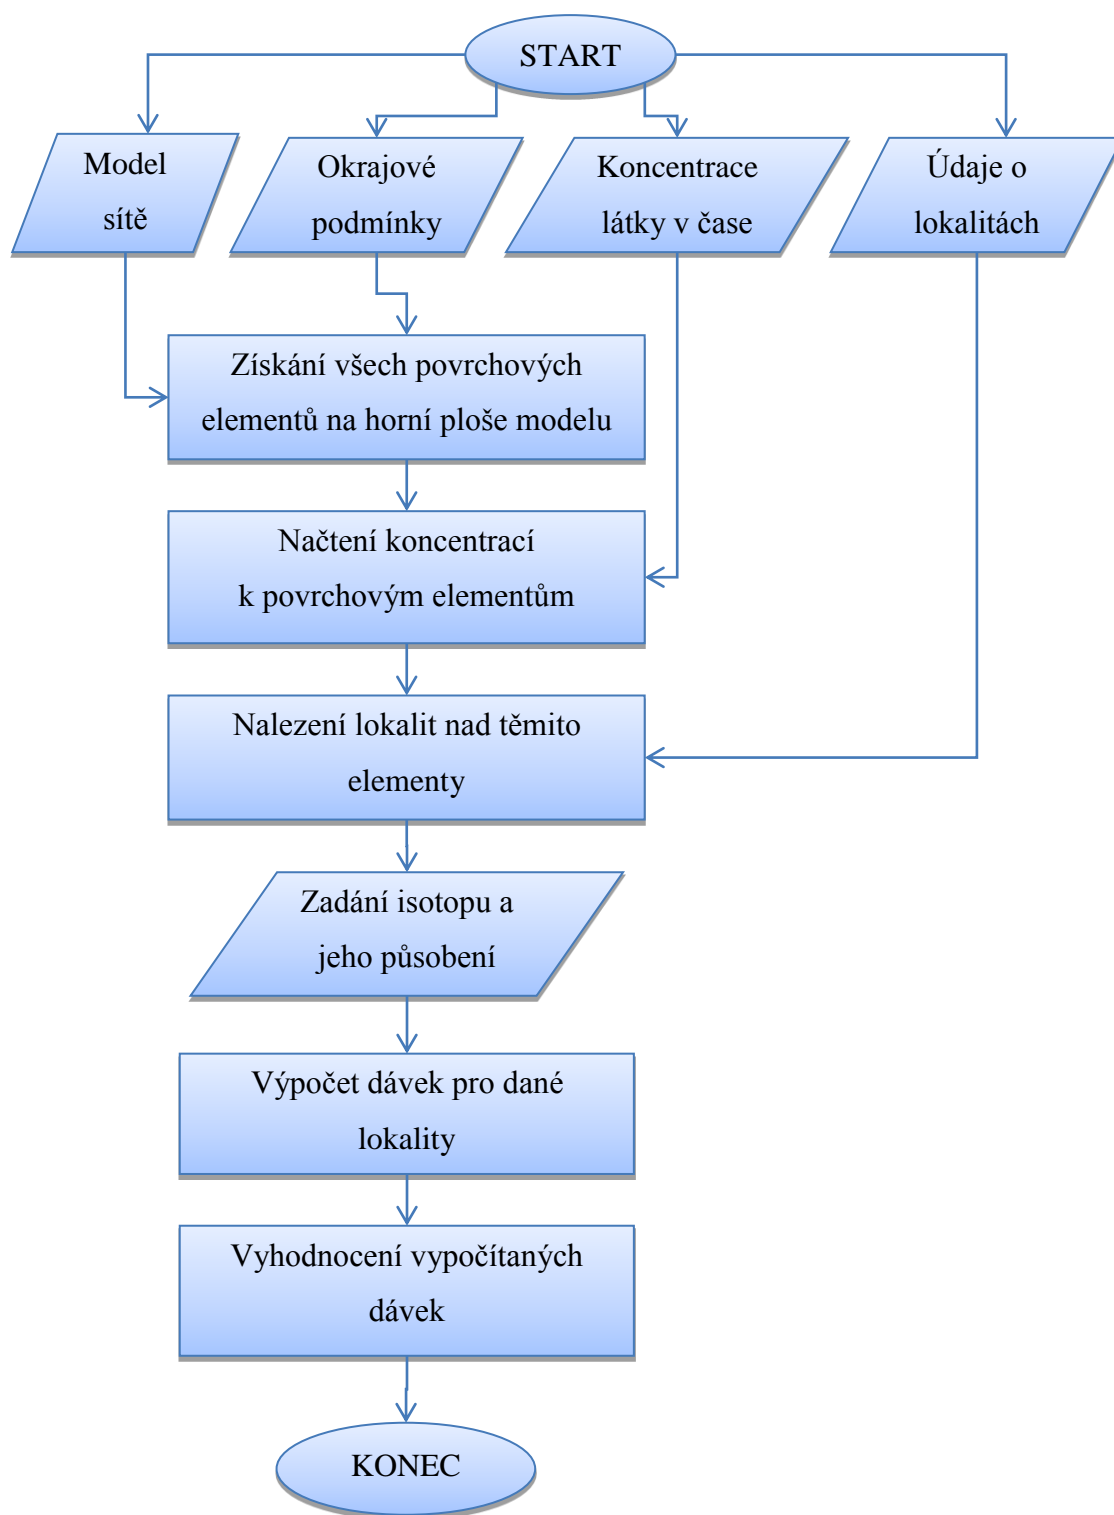 START
Model
sítě
Okrajové
podmínky
Koncentrace
látky v čase
Údaje o
lokalitách
Získání všech povrchových
elementů na horní ploše modelu
Načtení koncentrací
k povrchovým elementům
Nalezení lokalit nad těmito
elementy
Zadání isotopu a
jeho působení
Výpočet dávek pro dané
lokality
Vyhodnocení vypočítaných
dávek
KONEC